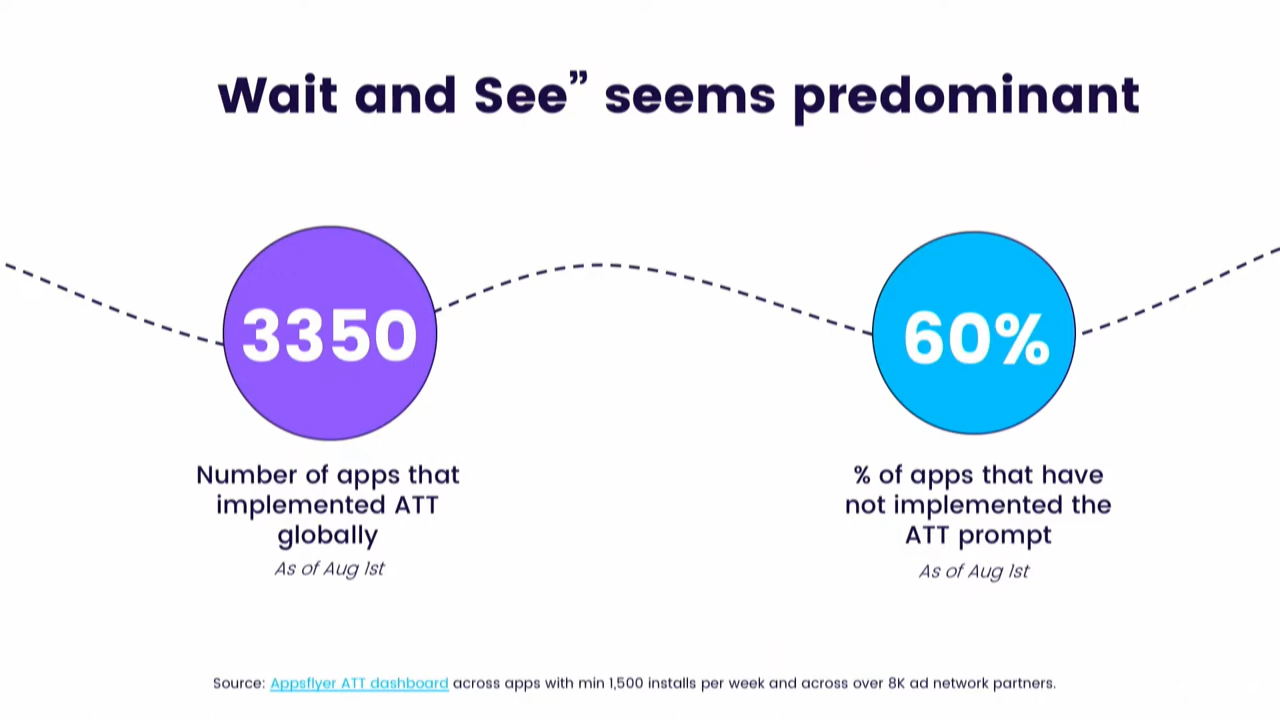 Wait and See” seems predominant
3350
60%
Number of apps that
implemented ATT
globally
As of Aug 1st
% of apps that have
not implemented the
ATT prompt
As of Aug 1st
Source: Appsflyer ATT dashboard across apps with min 1,500 installs per week and across over 8K ad network partners.